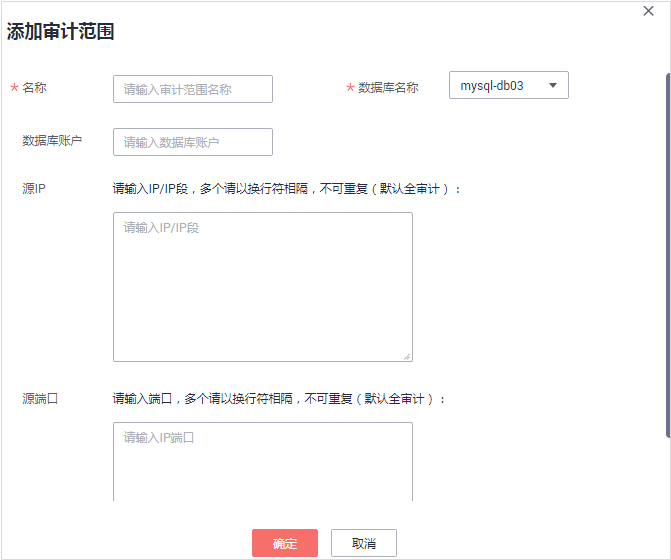 添加审计范围
* 名称 请输入审计范围名称 * 数据库名称 mysql-db03
数据库账户 请输入数据库账户
源IP 请输入IP/IP段，多个请以换行符相隔，不可重复（默认全审计）：
请输入IP/IP段
源端口 请输入端口，多个请以换行符相隔，不可重复（默认全审计）：
请输入IP端口
确定 取消